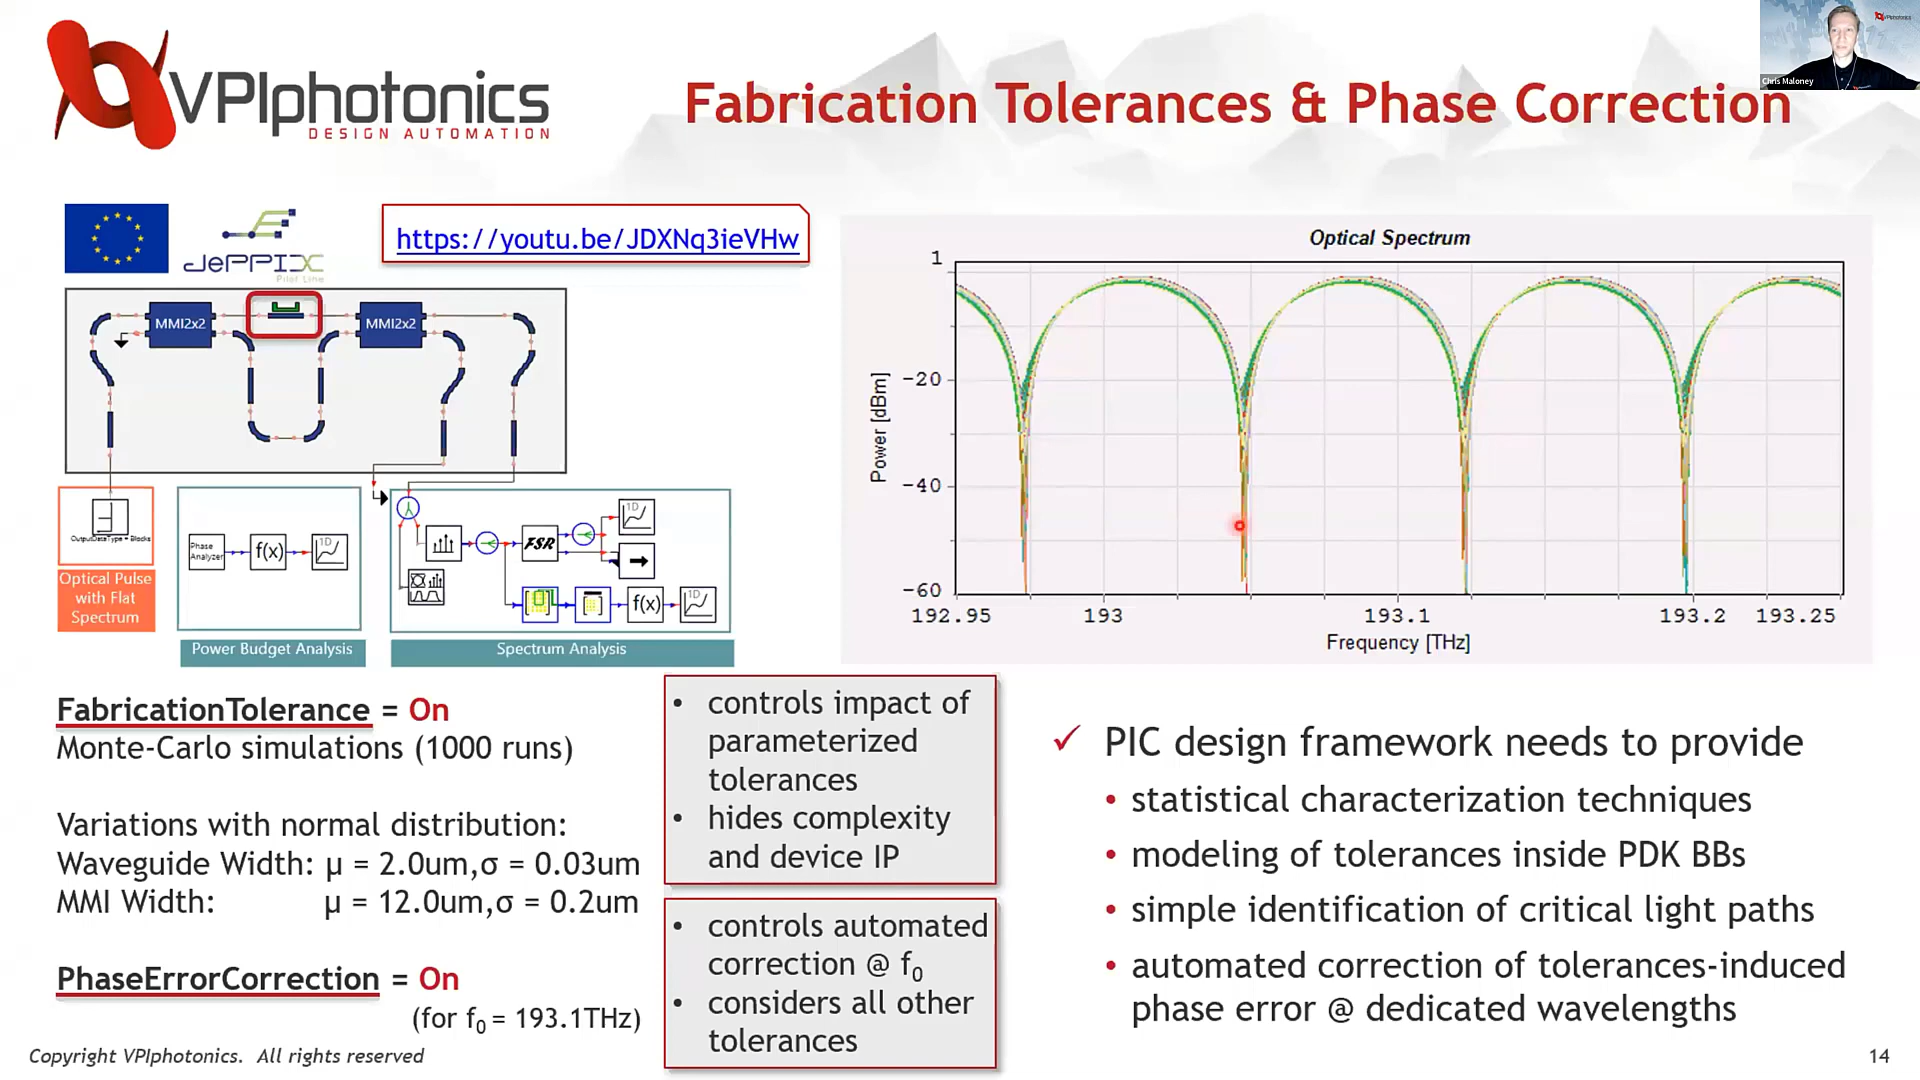 VPIphotonics
DESIGN AUTOMATION
Fabrication Tolerances & Phase Correction
VPIphotonics
Chris Maloney
JePPIX
Pilot Line
https://youtu.be/JDXNq3ieVHw
MMI2x2
MMI2x2
OutputDataType = Blocks
Optical Pulse
with Flat
Spectrum
Phase
Analyzer
f(x)
1D
Power Budget Analysis
FSR
1D
f(x)
1D
Spectrum Analysis
Optical Spectrum
Power [dBm]
1
-20
-40
-60
192.95 193 193.1 193.2 193.25
Frequency [THz]
FabricationTolerance = On
Monte-Carlo simulations (1000 runs)
Variations with normal distribution:
Waveguide Width: μ = 2.0um,σ = 0.03um
MMI Width: μ = 12.0um,σ = 0.2um
PhaseErrorCorrection = On
(for f₀ = 193.1THz)
• controls impact of
parameterized
tolerances
• hides complexity
and device IP
• controls automated
correction @ f₀
• considers all other
tolerances
✓ PIC design framework needs to provide
• statistical characterization techniques
• modeling of tolerances inside PDK BBs
• simple identification of critical light paths
• automated correction of tolerances-induced
phase error @ dedicated wavelengths
Copyright VPIphotonics. All rights reserved
14